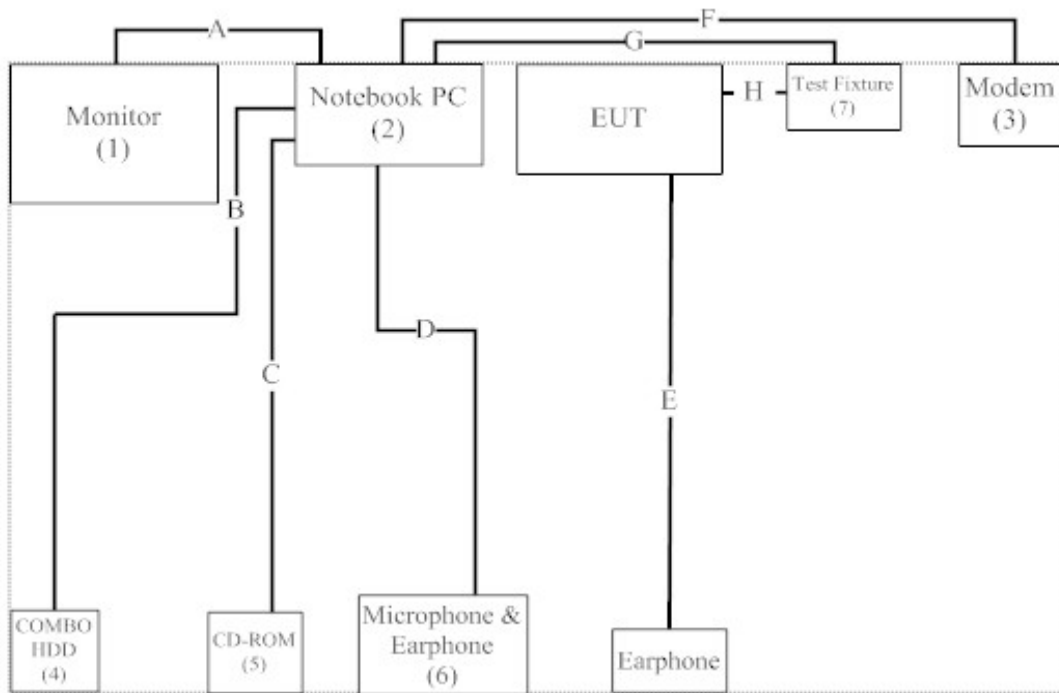 A
F
G
Monitor
(1)
Notebook PC
(2)
EUT
H
Test Fixture
(7)
Modem
(3)
B
C
D
E
COMBO
HDD
(4)
CD-ROM
(5)
Microphone &
Earphone
(6)
Earphone